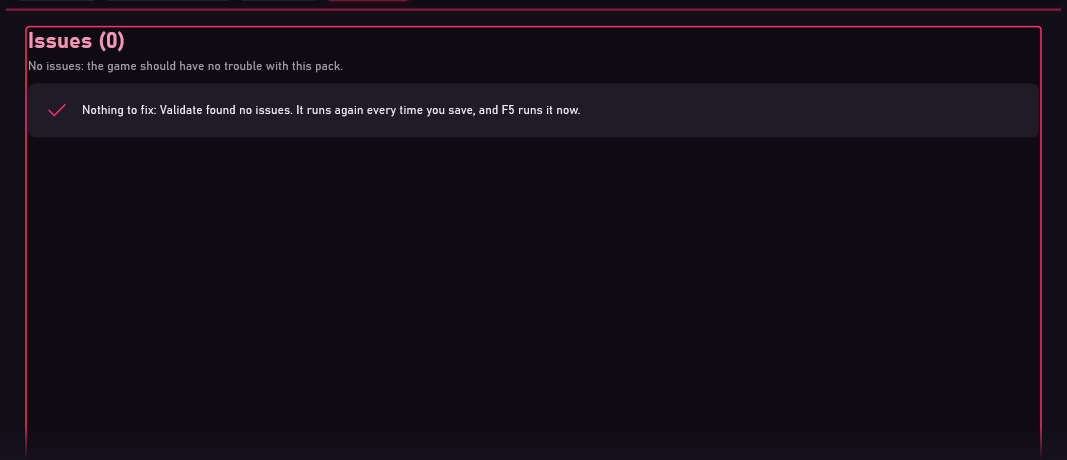 Issues (0)
No issues: the game should have no trouble with this pack.
Nothing to fix: Validate found no issues. It runs again every time you save, and F5 runs it now.